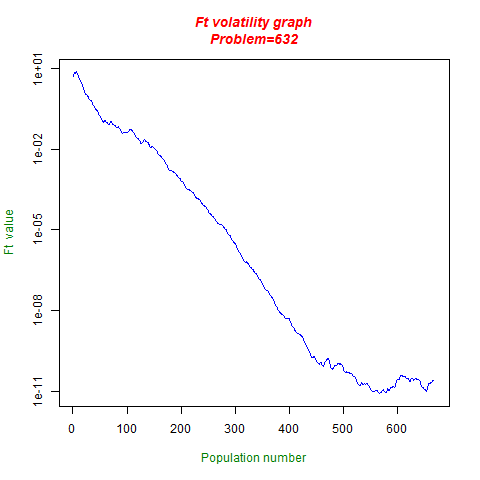 Ft volatility graph
Problem=632
1e+01
1e-02
1e-05
1e-08
1e-11
Ft value
0 100 200 300 400 500 600
Population number